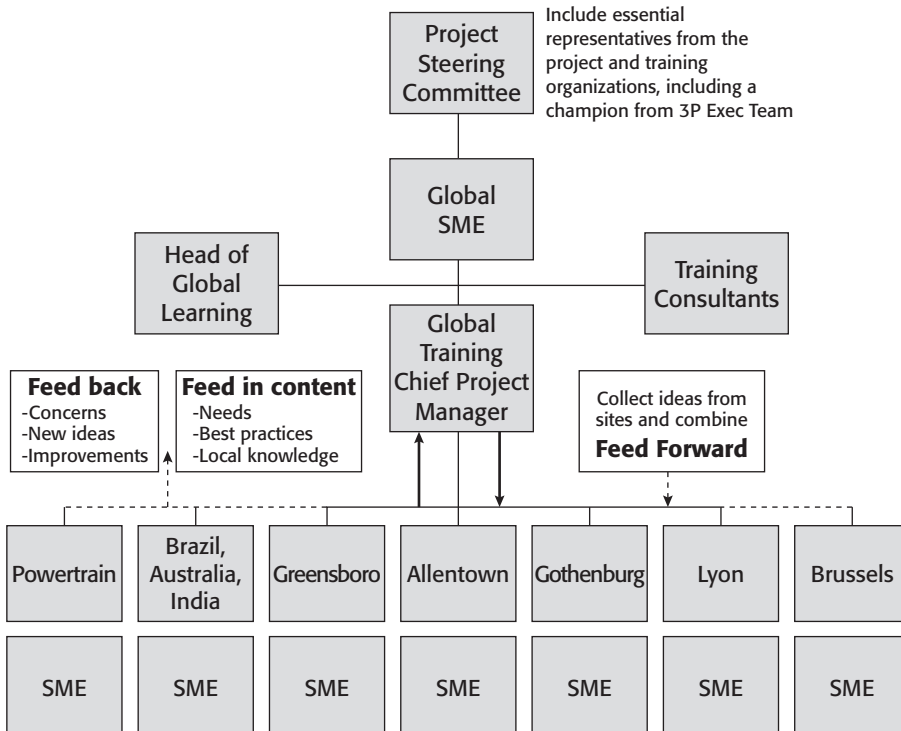 Project
Steering
Committee
Include essential
representatives from the
project and training
organizations, including a
champion from 3P Exec Team
Global
SME
Head of
Global
Learning
Training
Consultants
Global
Training
Chief Project
Manager
Feed back
-Concerns
-New ideas
-Improvements
Feed in content
-Needs
-Best practices
-Local knowledge
Collect ideas from
sites and combine
Feed Forward
Powertrain
Brazil,
Australia,
India
Greensboro
Allentown
Gothenburg
Lyon
Brussels
SME
SME
SME
SME
SME
SME
SME